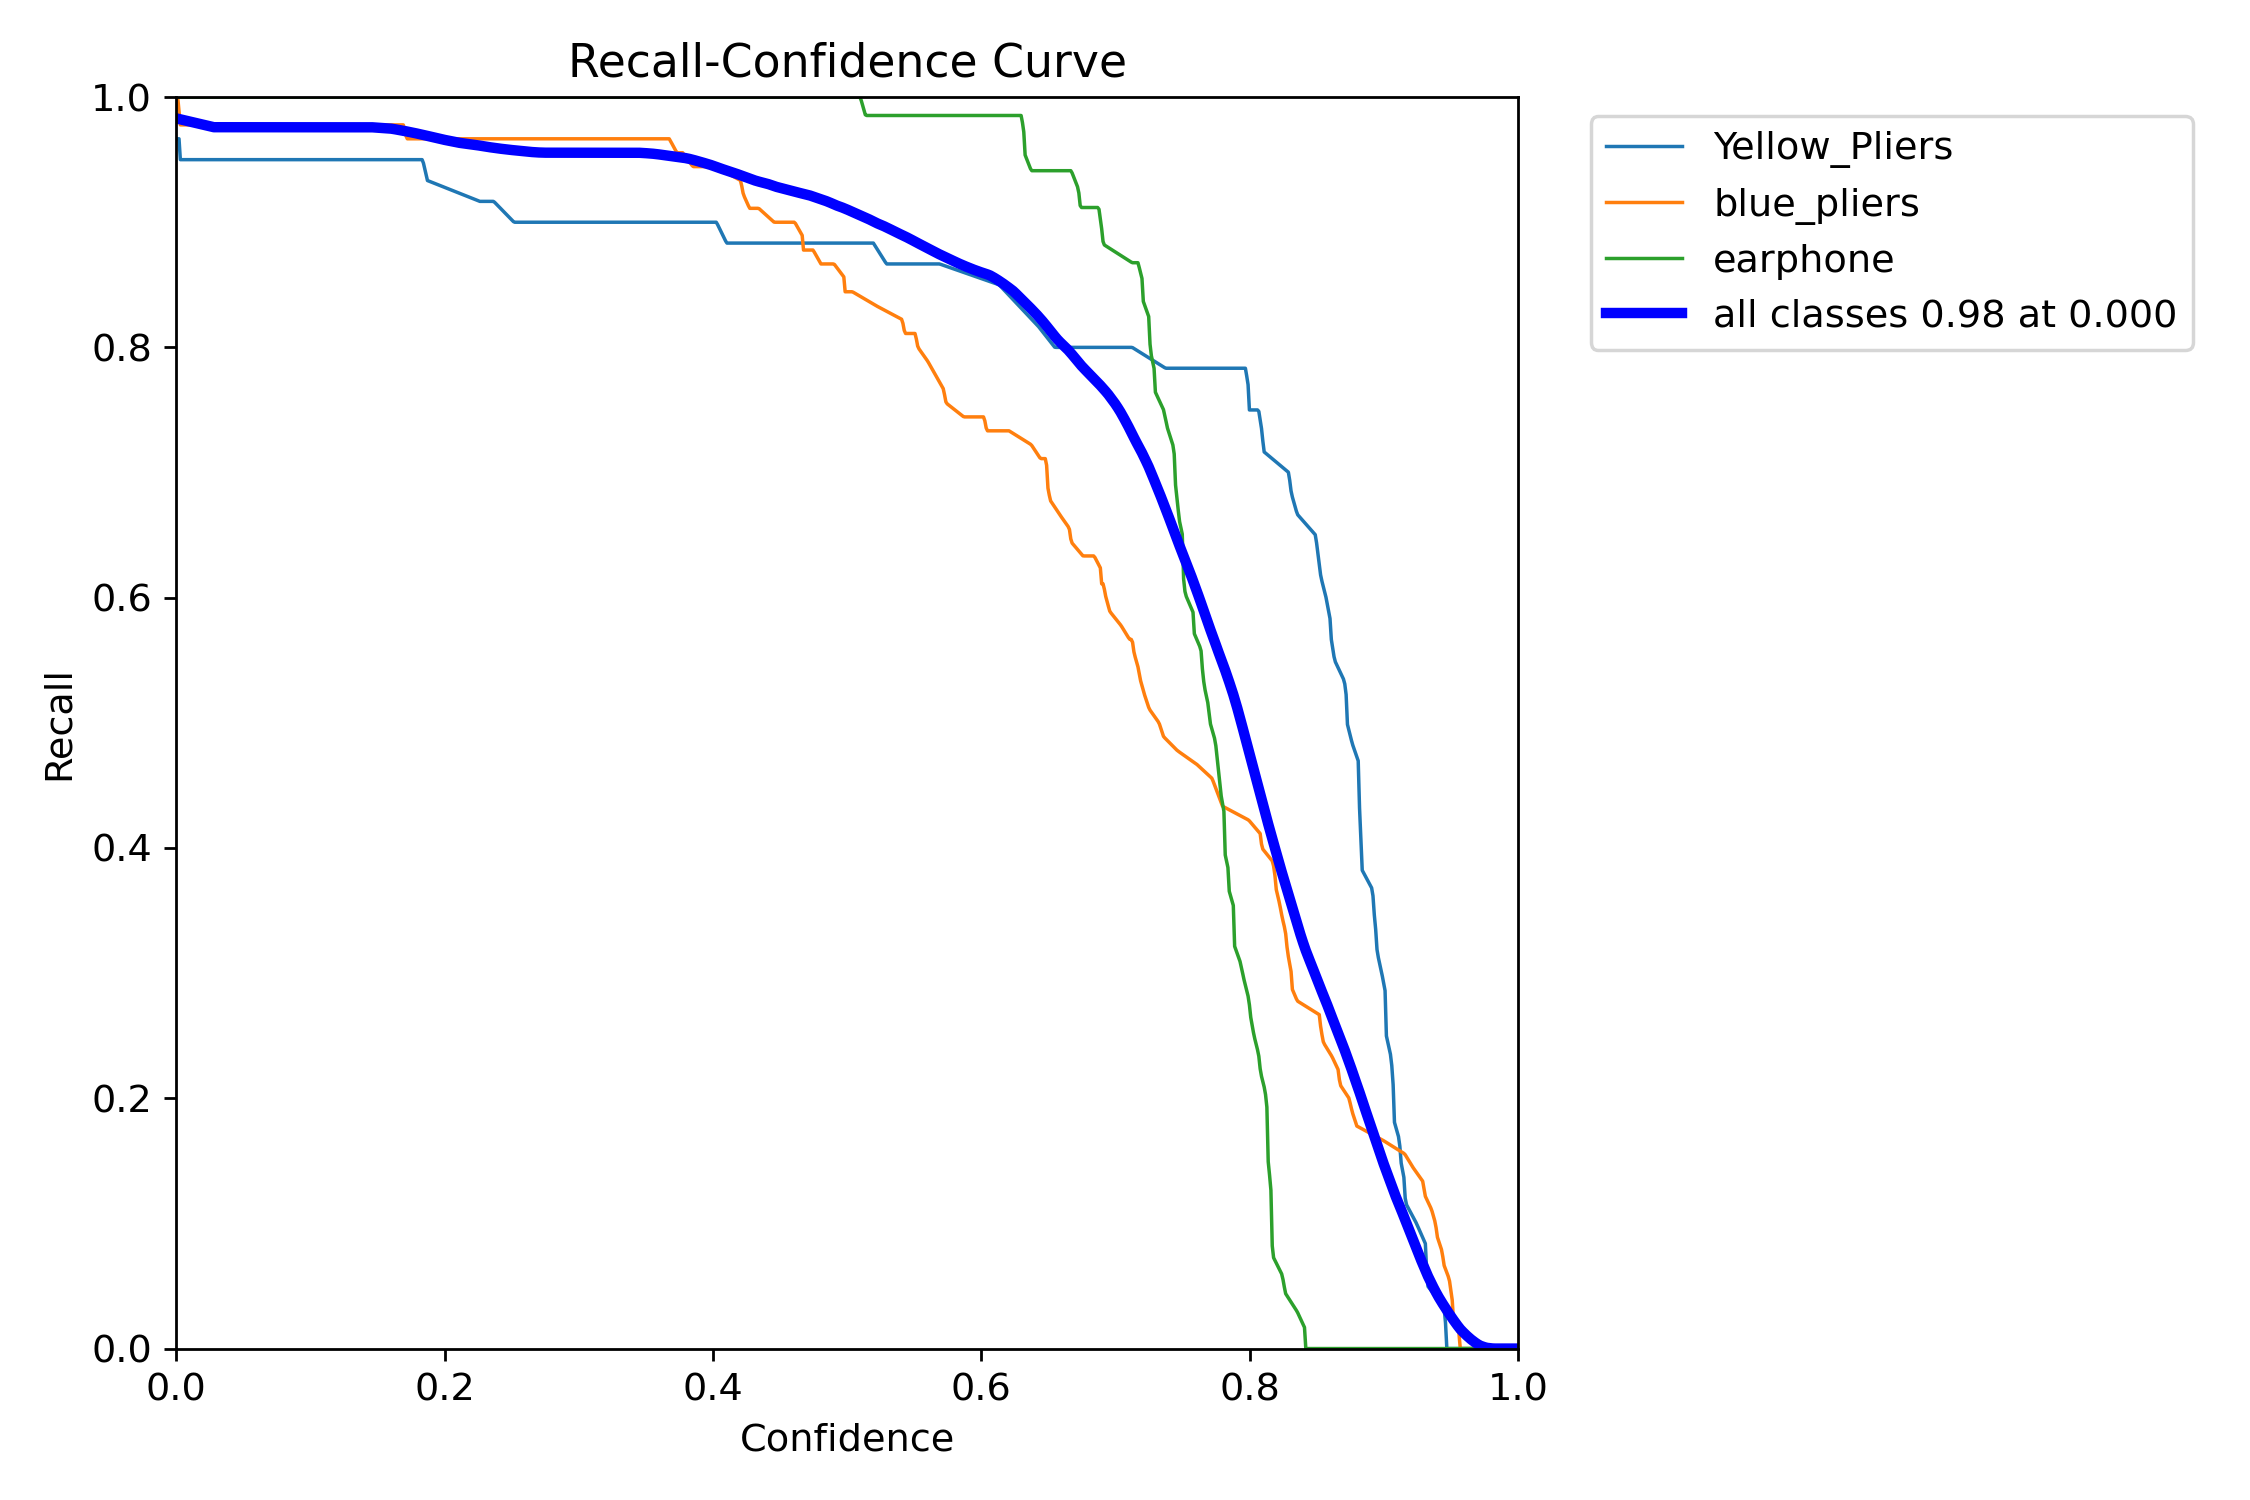 Recall-Confidence Curve
1.0
0.8
0.6
0.4
0.2
0.0
Recall
0.0 0.2 0.4 0.6 0.8 1.0
Confidence
Yellow_Pliers
blue_pliers
earphone
all classes 0.98 at 0.000